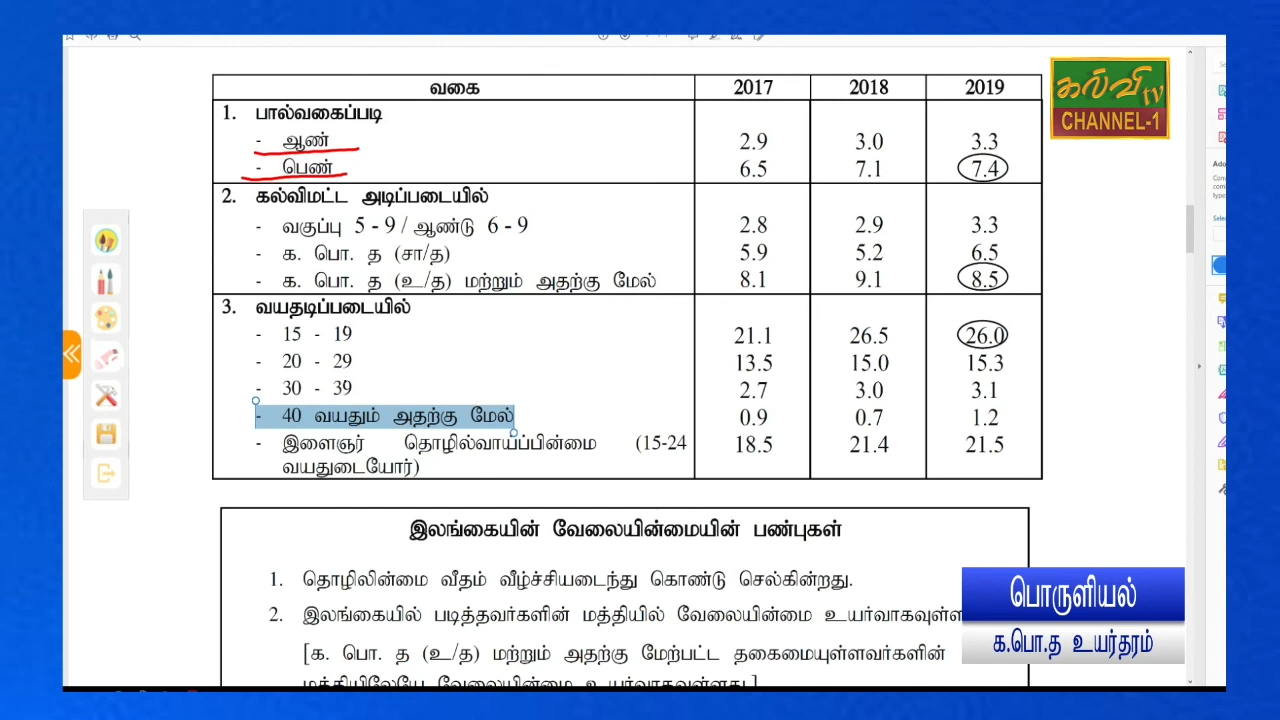 வகை 2017 2018 2019
1. பால்வகைப்படி
- ஆண் 2.9 3.0 3.3
- பெண் 6.5 7.1 7.4
2. கல்விமட்ட அடிப்படையில்
- வகுப்பு 5 - 9 / ஆண்டு 6 - 9 2.8 2.9 3.3
- க. பொ. த (சா/த) 5.9 5.2 6.5
- க. பொ. த (உ/த) மற்றும் அதற்கு மேல் 8.1 9.1 8.5
3. வயதடிப்படையில்
- 15 - 19 21.1 26.5 26.0
- 20 - 29 13.5 15.0 15.3
- 30 - 39 2.7 3.0 3.1
- 40 வயதும் அதற்கு மேல் 0.9 0.7 1.2
- இளைஞர் தொழில்வாய்ப்பின்மை (15-24 18.5 21.4 21.5
வயதுடையோர்)
இலங்கையின் வேலையின்மையின் பண்புகள்
1. தொழிலின்மை வீதம் வீழ்ச்சியடைந்து கொண்டு செல்கின்றது.
2. இலங்கையில் படித்தவர்களின் மத்தியில் வேலையின்மை
[க. பொ. த (உ/த) மற்றும் அதற்கு மேற்பட்ட தகைமையுள்ளவர்களின்
கல்வி tv
CHANNEL-1
பொருளியல்
க.பொ.த உயர்தரம்